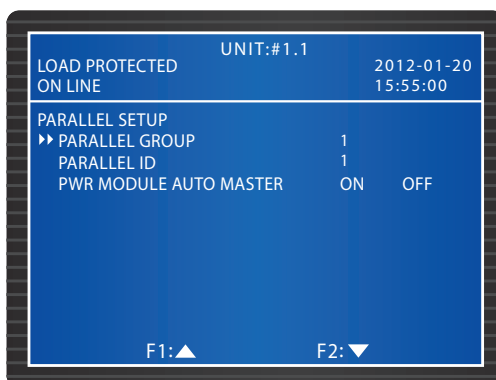 UNIT:#1.1
LOAD PROTECTED 2012-01-20
ON LINE 15:55:00
PARALLEL SETUP
PARALLEL GROUP 1
PARALLEL ID 1
PWR MODULE AUTO MASTER ON OFF
F1: F2: